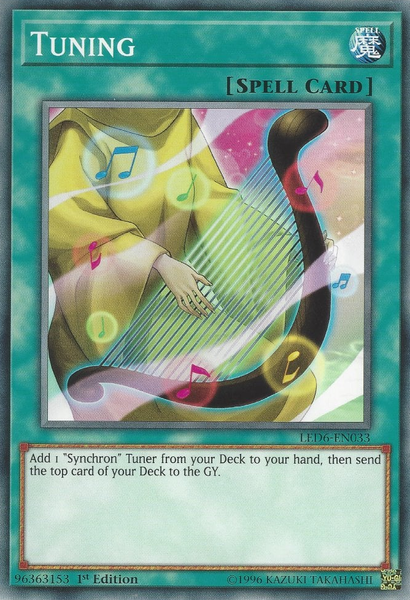 TUNING
SPELL
魔
[SPELL CARD]
LED6-EN033
Add 1 "Synchron" Tuner from your Deck to your hand, then send
the top card of your Deck to the GY.
96363153 1st Edition ©1996 KAZUKI TAKAHASHI